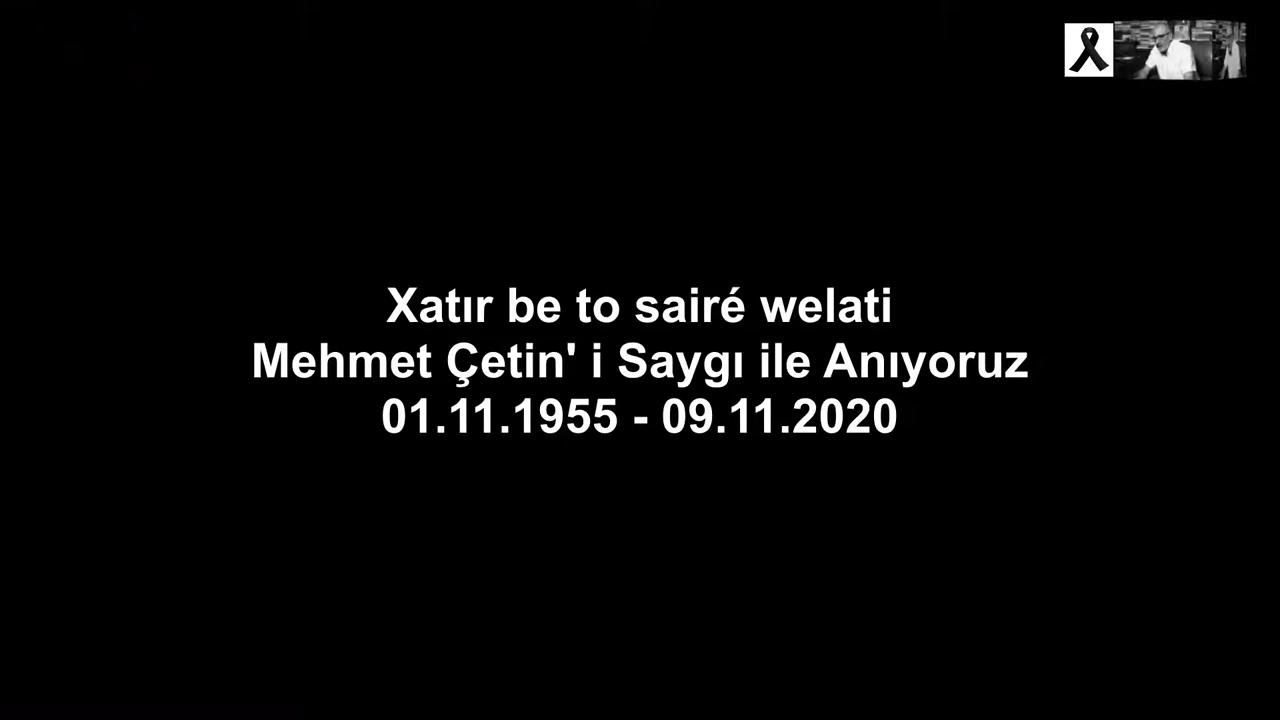 Xatır be to sairé welati
Mehmet Çetin' i Saygı ile Anıyoruz
01.11.1955 - 09.11.2020